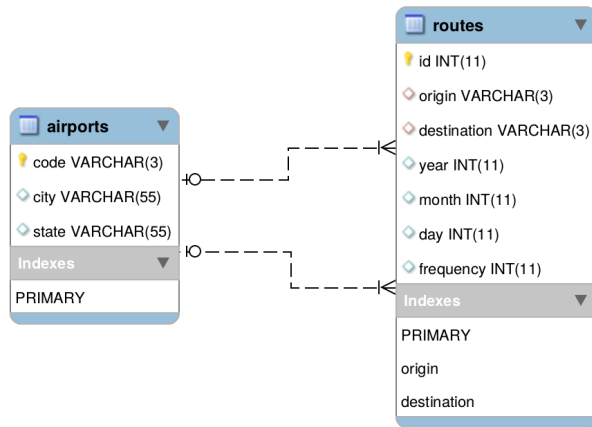 airports
code VARCHAR(3)
city VARCHAR(55)
state VARCHAR(55)
Indexes
PRIMARY
routes
id INT(11)
origin VARCHAR(3)
destination VARCHAR(3)
year INT(11)
month INT(11)
day INT(11)
frequency INT(11)
Indexes
PRIMARY
origin
destination